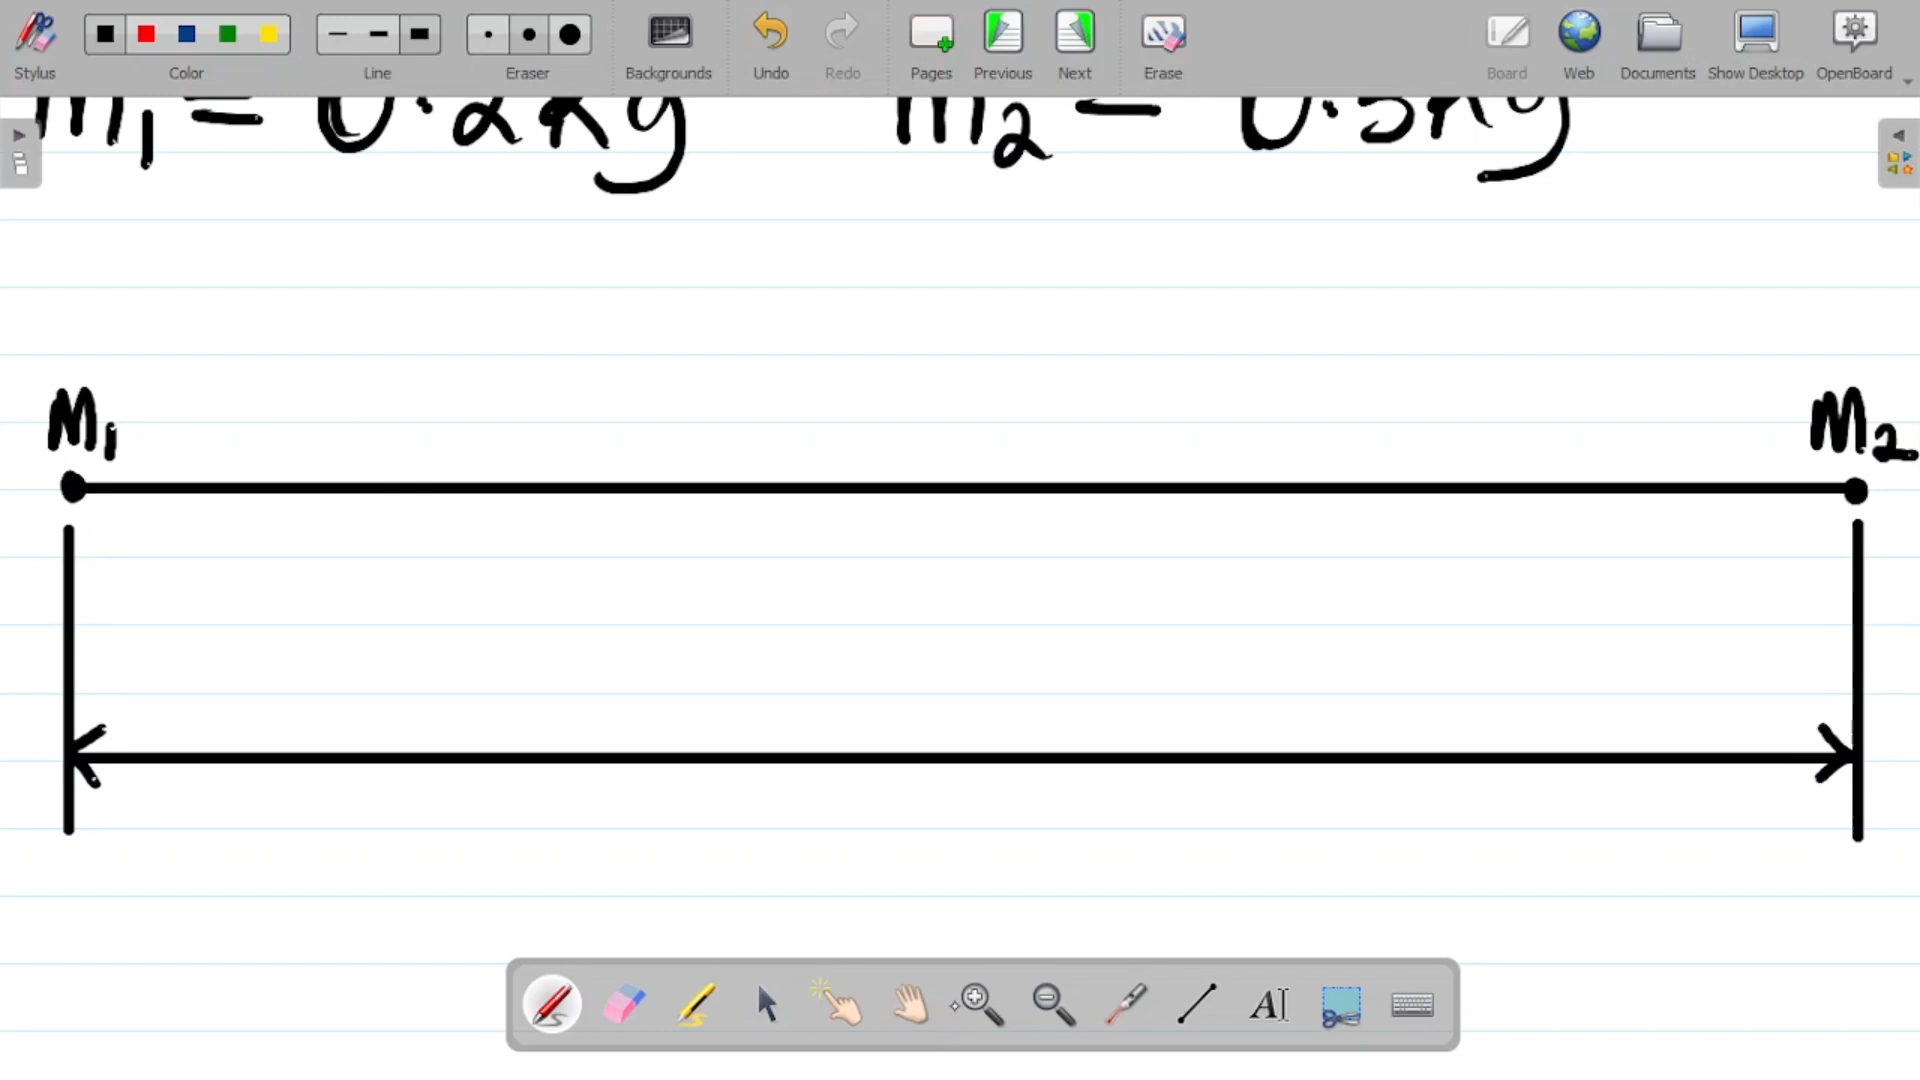 Stylus Color Line Eraser Backgrounds Undo Redo Pages Previous Next Erase Board Web Documents Show Desktop OpenBoard
M1 = 0.2kg M2 = 0.3kg
M1 M2